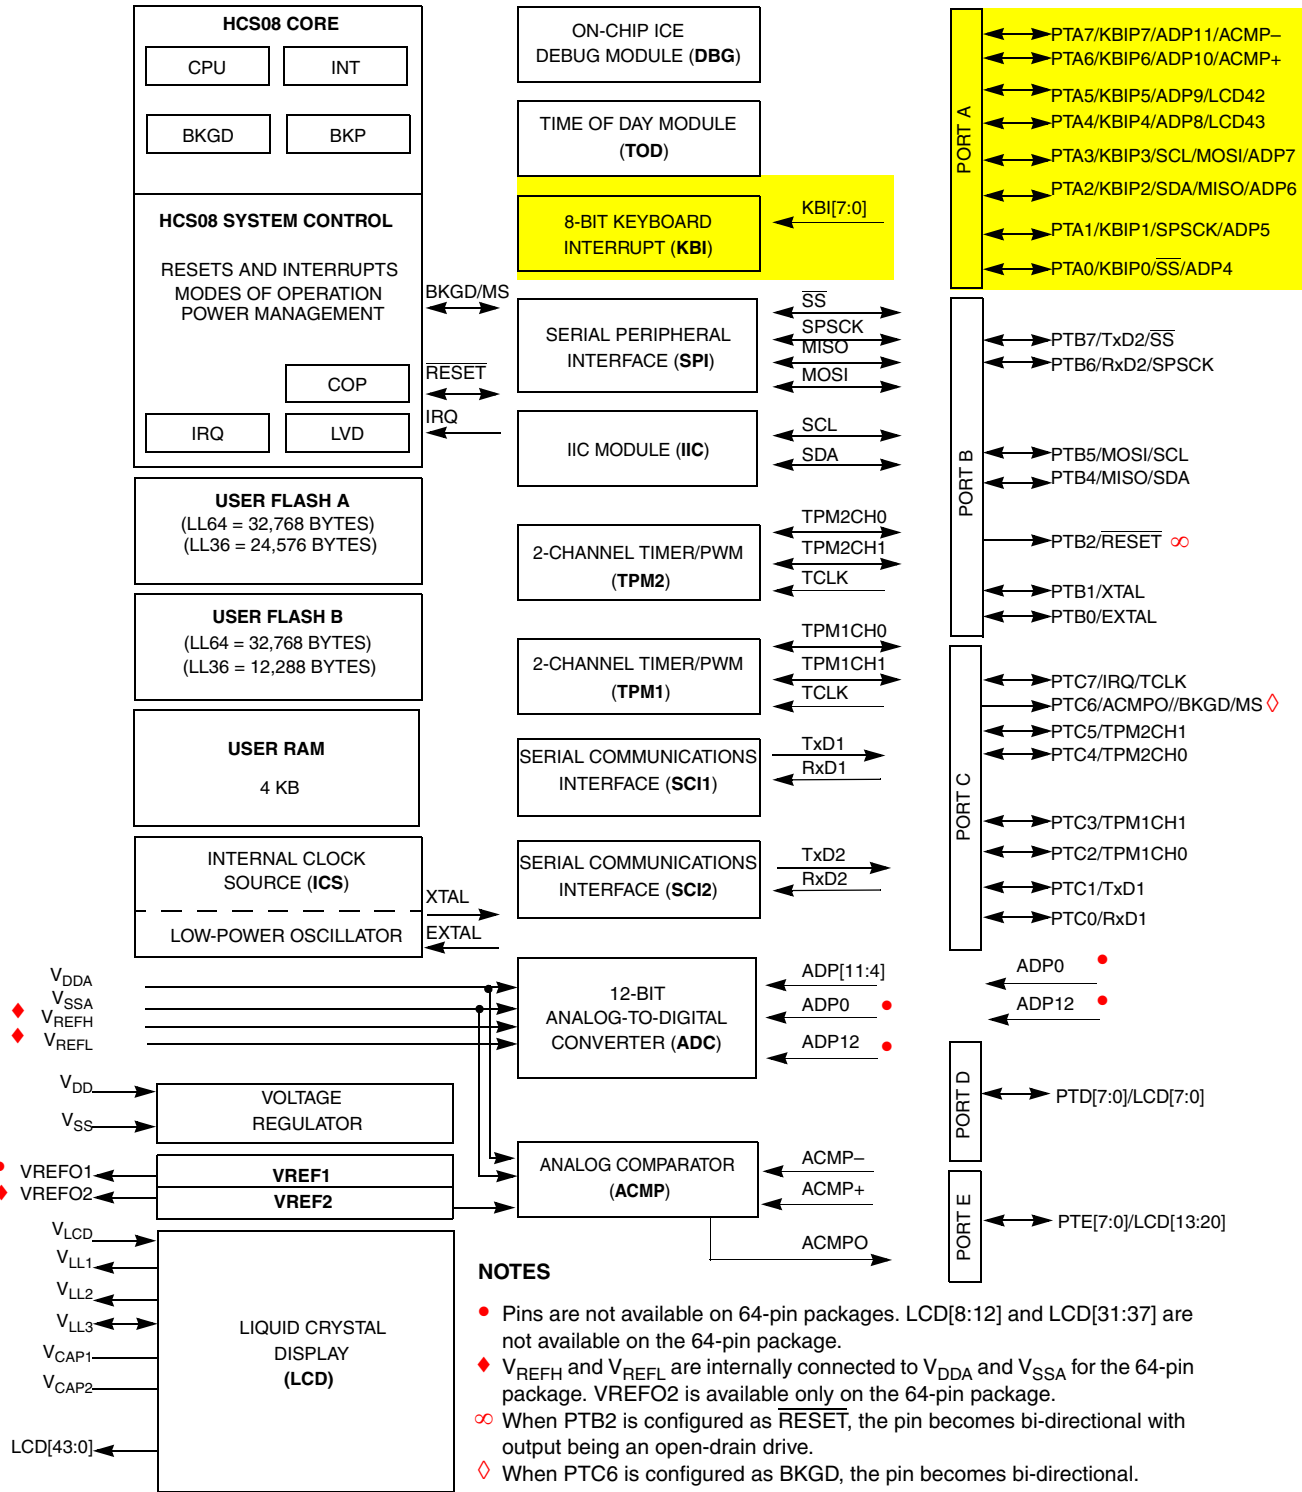 HCS08 CORE
CPU
INT
BKGD
BKP
HCS08 SYSTEM CONTROL
RESETS AND INTERRUPTS
MODES OF OPERATION
POWER MANAGEMENT
COP
IRQ
LVD
BKGD/MS
RESET
IRQ
USER FLASH A
(LL64 = 32,768 BYTES)
(LL36 = 24,576 BYTES)
USER FLASH B
(LL64 = 32,768 BYTES)
(LL36 = 12,288 BYTES)
USER RAM
4 KB
INTERNAL CLOCK
SOURCE (ICS)
LOW-POWER OSCILLATOR
XTAL
EXTAL
VDDA
VSSA
♦ VREFH
♦ VREFL
VDD
VSS
VOLTAGE
REGULATOR
• VREFO1
♦ VREFO2
VREF1
VREF2
VLCD
VLL1
VLL2
VLL3
VCAP1
VCAP2
LCD[43:0]
LIQUID CRYSTAL
DISPLAY
(LCD)
ON-CHIP ICE
DEBUG MODULE (DBG)
TIME OF DAY MODULE
(TOD)
8-BIT KEYBOARD
INTERRUPT (KBI)
KBI[7:0]
SERIAL PERIPHERAL
INTERFACE (SPI)
SS
SPSCK
MISO
MOSI
IIC MODULE (IIC)
SCL
SDA
2-CHANNEL TIMER/PWM
(TPM2)
TPM2CH0
TPM2CH1
TCLK
2-CHANNEL TIMER/PWM
(TPM1)
TPM1CH0
TPM1CH1
TCLK
SERIAL COMMUNICATIONS
INTERFACE (SCI1)
TxD1
RxD1
SERIAL COMMUNICATIONS
INTERFACE (SCI2)
TxD2
RxD2
12-BIT
ANALOG-TO-DIGITAL
CONVERTER (ADC)
ADP[11:4]
ADP0 •
ADP12 •
ANALOG COMPARATOR
(ACMP)
ACMP–
ACMP+
ACMPO
PORT A
PTA7/KBIP7/ADP11/ACMP–
PTA6/KBIP6/ADP10/ACMP+
PTA5/KBIP5/ADP9/LCD42
PTA4/KBIP4/ADP8/LCD43
PTA3/KBIP3/SCL/MOSI/ADP7
PTA2/KBIP2/SDA/MISO/ADP6
PTA1/KBIP1/SPSCK/ADP5
PTA0/KBIP0/SS/ADP4
PORT B
PTB7/TxD2/SS
PTB6/RxD2/SPSCK
PTB5/MOSI/SCL
PTB4/MISO/SDA
PTB2/RESET ∞
PTB1/XTAL
PTB0/EXTAL
PORT C
PTC7/IRQ/TCLK
PTC6/ACMPO//BKGD/MS ◊
PTC5/TPM2CH1
PTC4/TPM2CH0
PTC3/TPM1CH1
PTC2/TPM1CH0
PTC1/TxD1
PTC0/RxD1
ADP0 •
ADP12 •
PORT D
PTD[7:0]/LCD[7:0]
PORT E
PTE[7:0]/LCD[13:20]
NOTES
• Pins are not available on 64-pin packages. LCD[8:12] and LCD[31:37] are
not available on the 64-pin package.
♦ VREFH and VREFL are internally connected to VDDA and VSSA for the 64-pin
package. VREFO2 is available only on the 64-pin package.
∞ When PTB2 is configured as RESET, the pin becomes bi-directional with
output being an open-drain drive.
◊ When PTC6 is configured as BKGD, the pin becomes bi-directional.